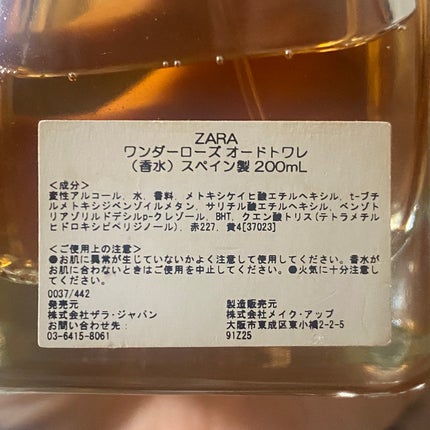 ZARA
ワンダーローズ オードトワレ
（香水）スペイン製 200mL
＜成分＞
変性アルコール、水、香料、メトキシケイヒ酸エチルヘキシル、t-ブチ
ルメトキシジベンゾイルメタン、サリチル酸エチルヘキシル、ベンゾト
リアゾリルドデシルp-クレゾール、BHT、クエン酸トリス(テトラメチル
ヒドロキシピペリジノール)、赤227、黄4[37023]
＜ご使用上の注意＞
●お肌に異常が生じていないかよく注意して使用してください。香水が
お肌に合わないときはご使用を中止してください。●火気に十分注意し
てください。
0037/442
発売元
株式会社ザラ・ジャパン
お問い合わせ先：
03-6415-8061
製造販売元
株式会社メイク・アップ
大阪市東成区東小橋2-2-5
91Z25